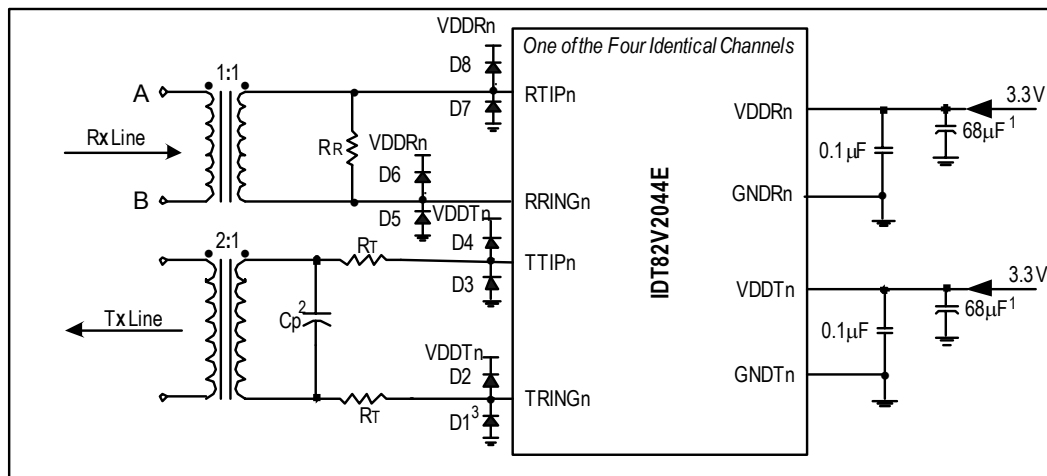 One of the Four Identical Channels
VDDRn
D8
1:1
A
RTIPn
D7
Rx Line
RR
VDDRn
D6
B
RRINGn
D5
VDDTn
2:1
RT
D4
TTIPn
D3
Tx Line
Cp2
VDDTn
D2
TRINGn
RT
D13
IDT82V2044E
VDDRn
3.3V
68µF1
0.1µF
GNDRn
VDDTn
3.3V
68µF1
0.1µF
GNDTn